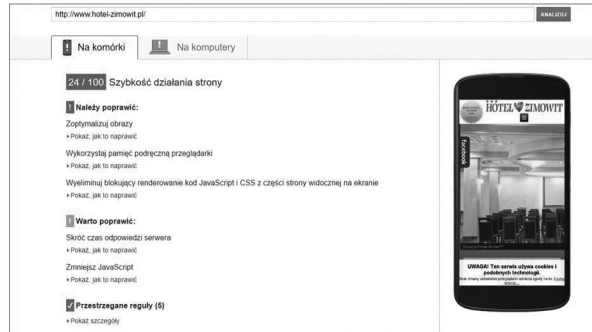 http://www.hotel-zimowit.pl/
ANALIZUJ
Na komórki
Na komputery
24 / 100 Szybkość działania strony
! Należy poprawić:
Zoptymalizuj obrazy
▸ Pokaż, jak to naprawić
Wykorzystaj pamięć podręczną przeglądarki
▸ Pokaż, jak to naprawić
Wyeliminuj blokujący renderowanie kod JavaScript i CSS z części strony widocznej na ekranie
▸ Pokaż, jak to naprawić
! Warto poprawić:
Skróć czas odpowiedzi serwera
▸ Pokaż, jak to naprawić
Zmniejsz JavaScript
▸ Pokaż, jak to naprawić
Przestrzegane reguły (5)
▸ Pokaż szczegóły
HOTEL ZIMOWIT
facebook
UWAGA! Ten serwis używa cookies i
podobnych technologii.